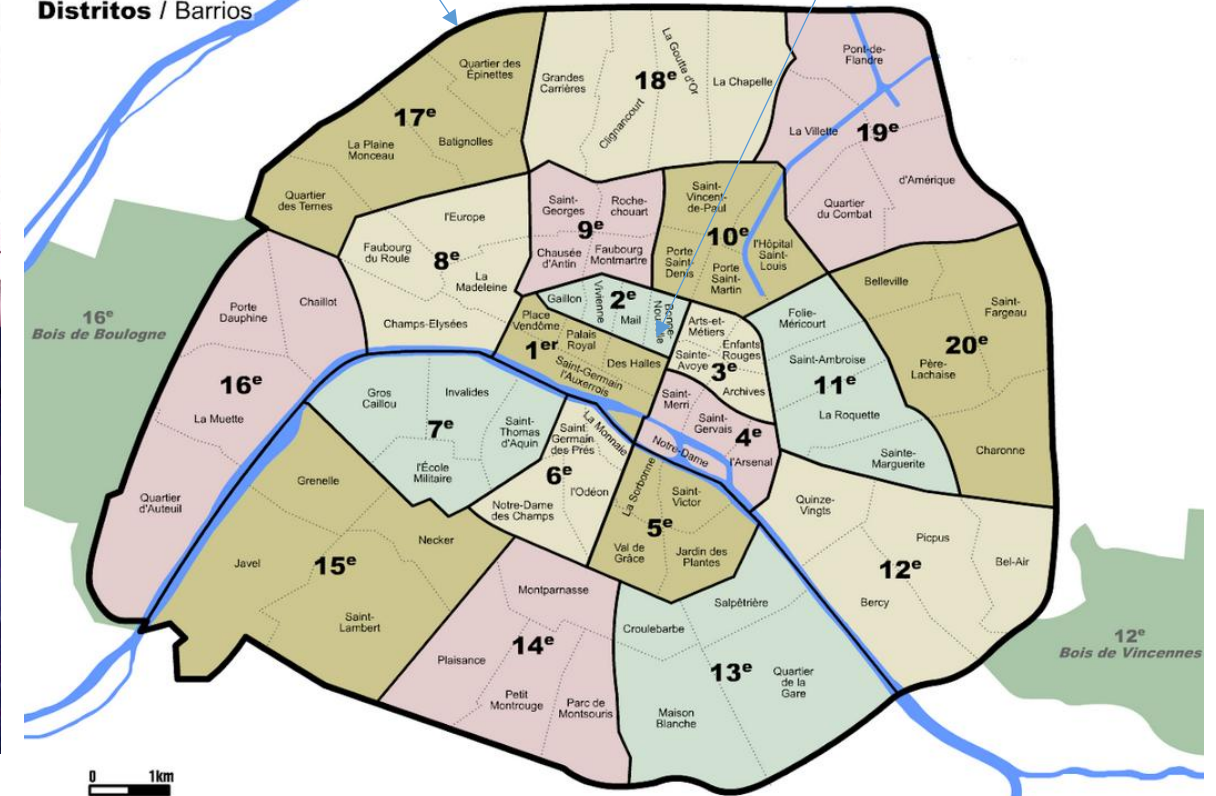 Distritos / Barrios
17e
Quartier des
Épinettes
La Plaine
Monceau
Batignolles
Quartier
des Ternes
18e
Grandes
Carrières
Clignancourt
La Goutte d'Or
La Chapelle
19e
Pont-de-
Flandre
La Villette
d'Amérique
Quartier
du Combat
8e
l'Europe
Faubourg
du Roule
La
Madeleine
Champs-Elysées
9e
Saint-
Georges
Roche-
chouart
Chausée
d'Antin
Faubourg
Montmartre
10e
Saint-
Vincent-
de-Paul
Porte
Saint-
Denis
Porte
Saint-
Martin
l'Hôpital
Saint-
Louis
2e
Gaillon
Vivienne
Mail
Bonne-
Nouvelle
1er
Place
Vendôme
Palais
Royal
Des Halles
Saint-Germain
l'Auxerrois
3e
Arts-et-
Métiers
Enfants
Rouges
Sainte-
Avoye
Archives
4e
Saint-
Merri
Saint-
Gervais
l'Arsenal
Notre-Dame
11e
Folie-
Méricourt
Saint-Ambroise
La Roquette
Sainte-
Marguerite
20e
Belleville
Saint-
Fargeau
Père-
Lachaise
Charonne
16e
Bois de Boulogne
16e
Porte
Dauphine
Chaillot
La Muette
Quartier
d'Auteuil
7e
Gros
Caillou
Invalides
Saint-
Thomas
d'Aquin
l'École
Militaire
6e
La Monnaie
Saint
Germain
des Prés
l'Odéon
Notre-Dame
des Champs
5e
La Sorbonne
Saint-
Victor
Val de
Grâce
Jardin des
Plantes
15e
Grenelle
Necker
Javel
Saint-
Lambert
14e
Montparnasse
Plaisance
Petit
Montrouge
Parc de
Montsouris
13e
Salpêtrière
Croulebarbe
Quartier
de la
Gare
Maison
Blanche
12e
Quinze-
Vingts
Picpus
Bel-Air
Bercy
12e
Bois de Vincennes
0 1km